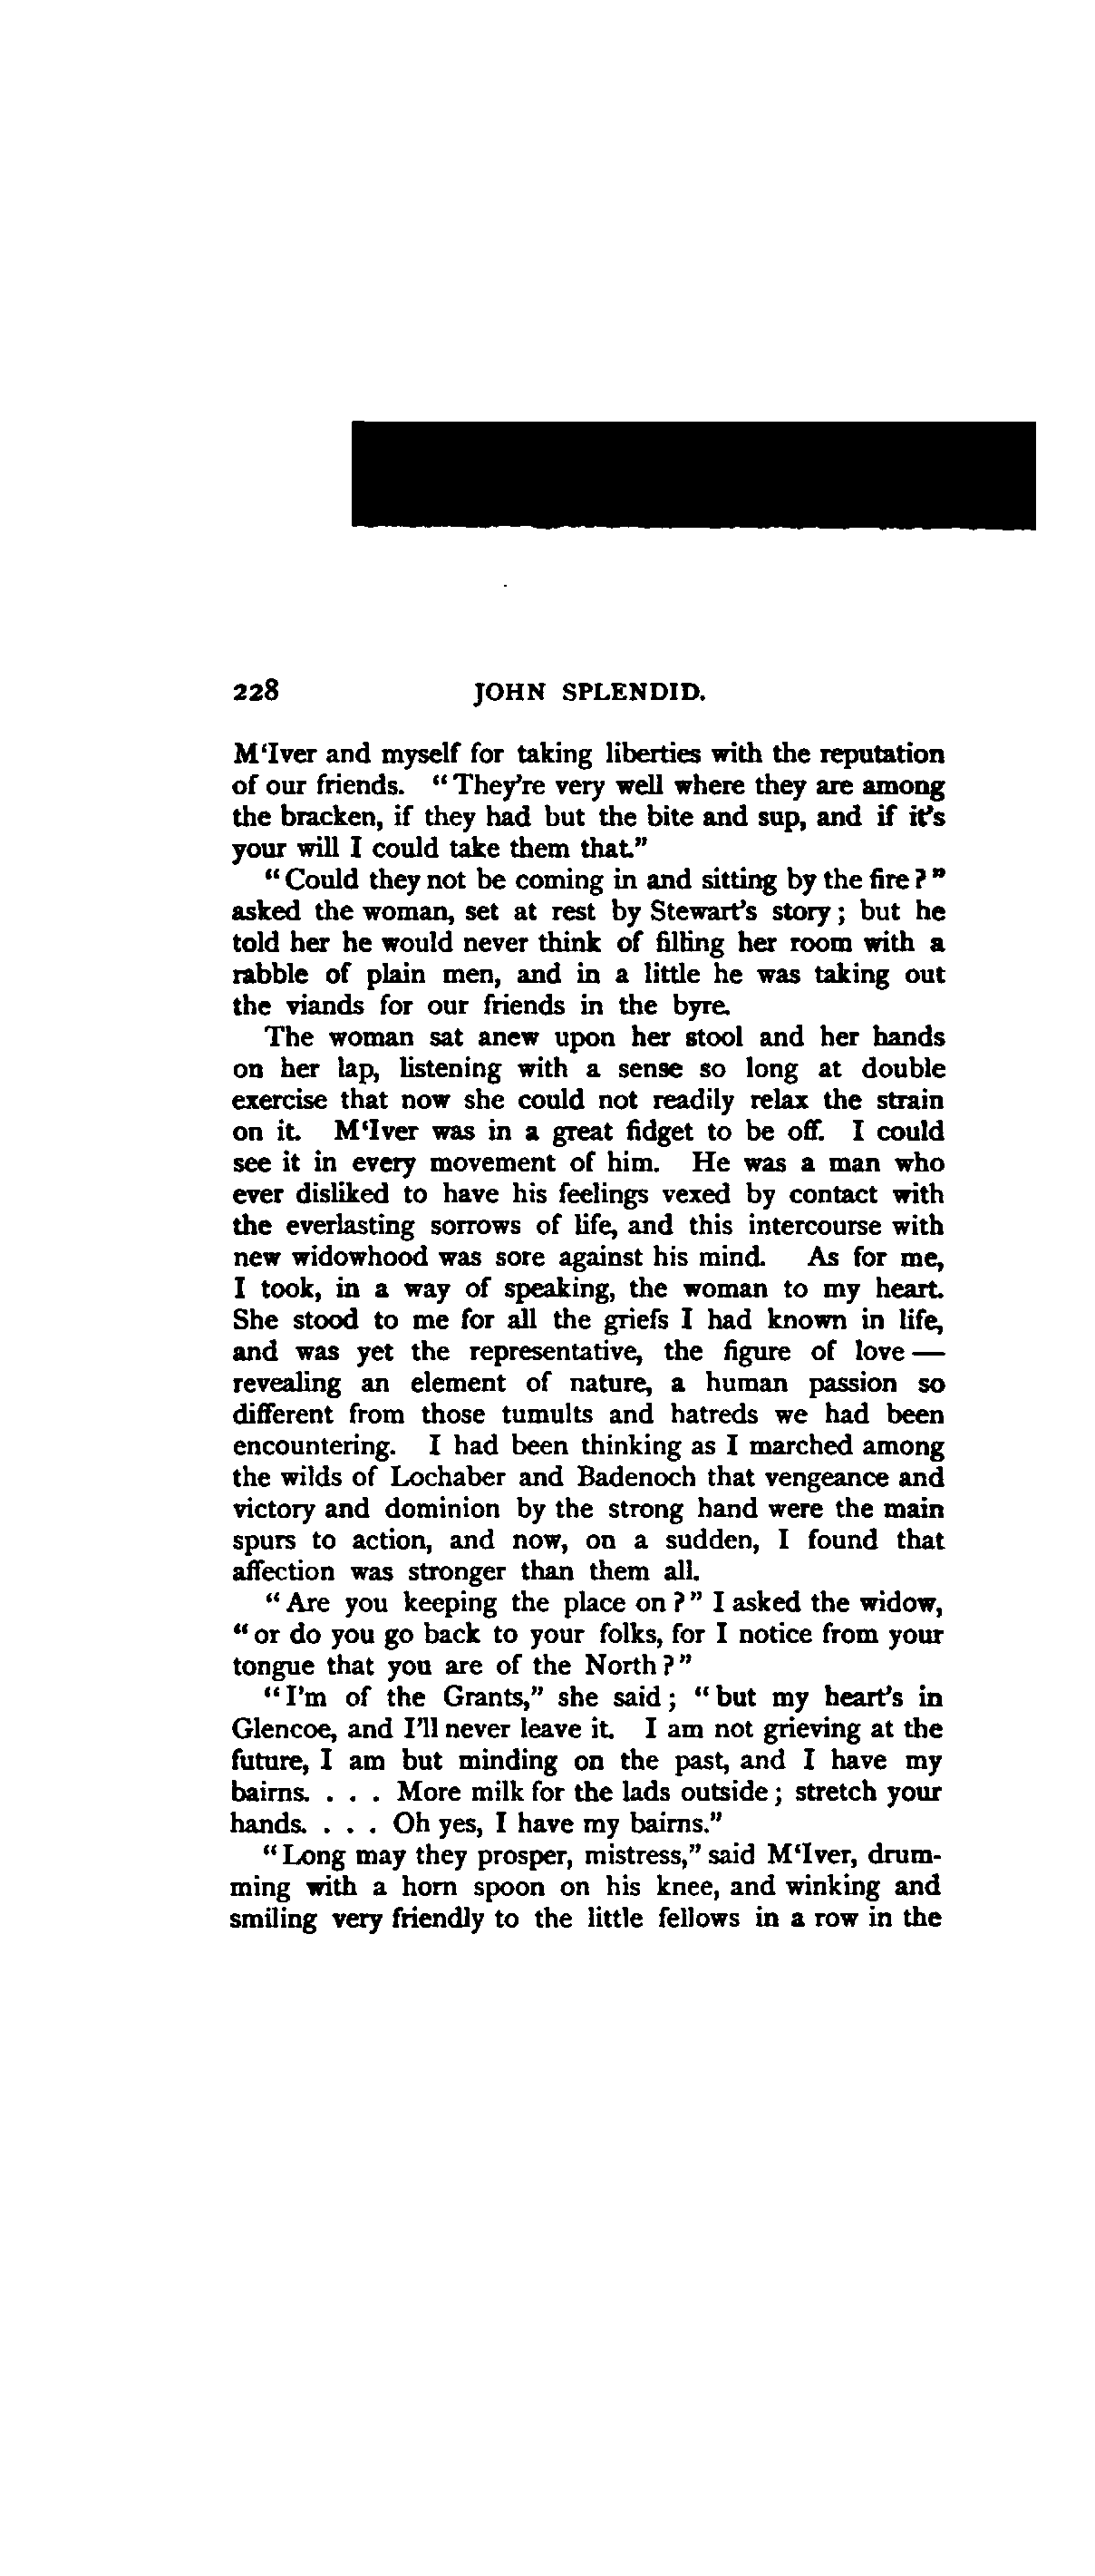 228 JOHN SPLENDID.
M‘Iver and myself for taking liberties with the reputation
of our friends. “They’re very well where they are among
the bracken, if they had but the bite and sup, and if it’s
your will I could take them that.”
“Could they not be coming in and sitting by the fire?”
asked the woman, set at rest by Stewart’s story; but he
told her he would never think of filling her room with a
rabble of plain men, and in a little he was taking out
the viands for our friends in the byre.
The woman sat anew upon her stool and her hands
on her lap, listening with a sense so long at double
exercise that now she could not readily relax the strain
on it. M‘Iver was in a great fidget to be off. I could
see it in every movement of him. He was a man who
ever disliked to have his feelings vexed by contact with
the everlasting sorrows of life, and this intercourse with
new widowhood was sore against his mind. As for me,
I took, in a way of speaking, the woman to my heart.
She stood to me for all the griefs I had known in life,
and was yet the representative, the figure of love—
revealing an element of nature, a human passion so
different from those tumults and hatreds we had been
encountering. I had been thinking as I marched among
the wilds of Lochaber and Badenoch that vengeance and
victory and dominion by the strong hand were the main
spurs to action, and now, on a sudden, I found that
affection was stronger than them all.
“Are you keeping the place on?” I asked the widow,
“or do you go back to your folks, for I notice from your
tongue that you are of the North?”
“I’m of the Grants,” she said; “but my heart’s in
Glencoe, and I’ll never leave it. I am not grieving at the
future, I am but minding on the past, and I have my
bairns. . . . More milk for the lads outside; stretch your
hands. . . . Oh yes, I have my bairns.”
“Long may they prosper, mistress,” said M‘Iver, drum-
ming with a horn spoon on his knee, and winking and
smiling very friendly to the little fellows in a row in the